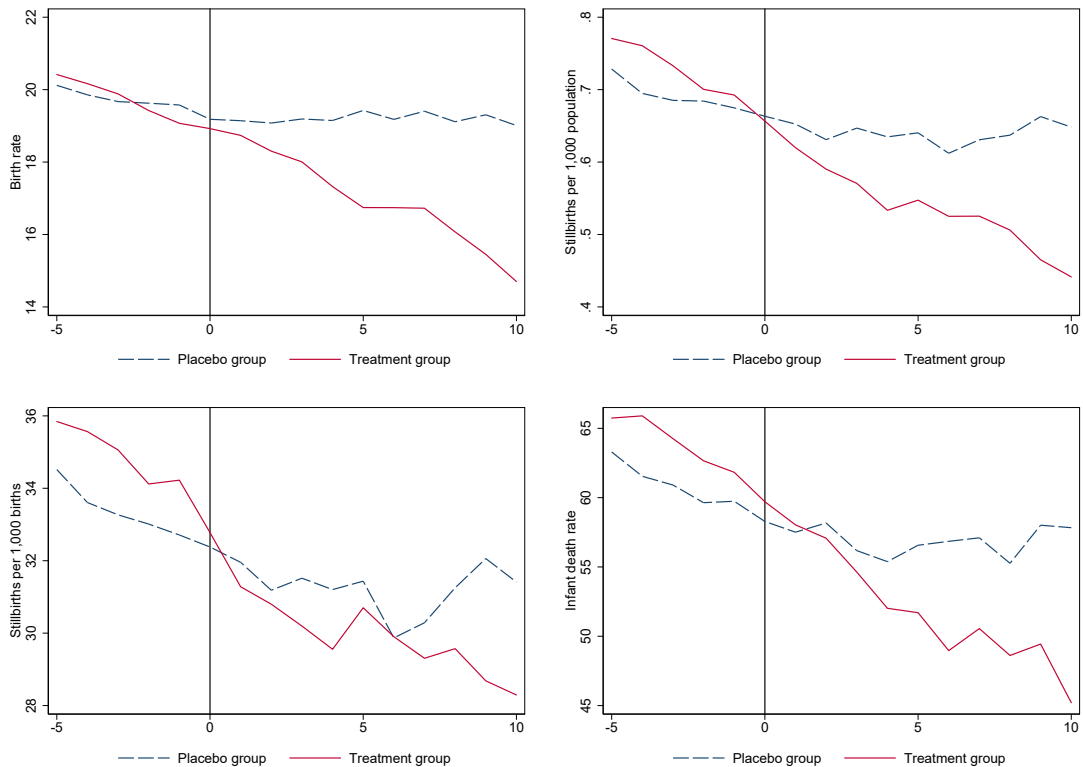 Birth rate
22
20
18
16
14
-5 0 5 10
Placebo group Treatment group
Stillbirths per 1,000 population
.8
.7
.6
.5
.4
-5 0 5 10
Placebo group Treatment group
Stillbirths per 1,000 births
36
34
32
30
28
-5 0 5 10
Placebo group Treatment group
Infant death rate
65
60
55
50
45
-5 0 5 10
Placebo group Treatment group